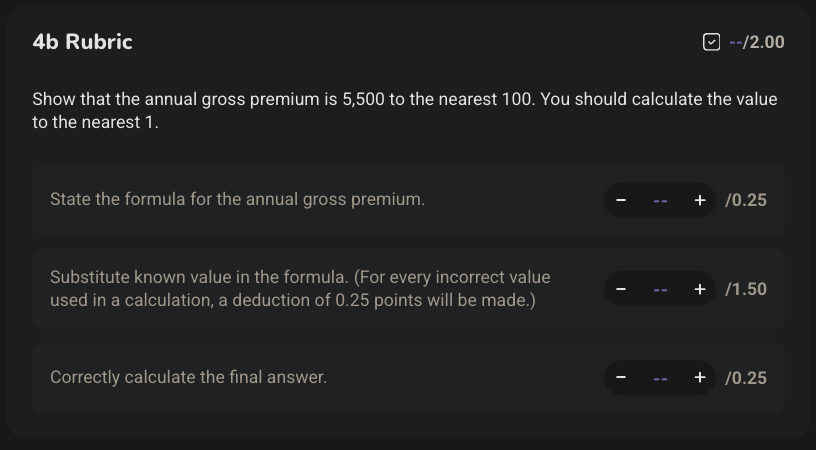 4b Rubric
--/2.00
Show that the annual gross premium is 5,500 to the nearest 100. You should calculate the value
to the nearest 1.
State the formula for the annual gross premium.
− -- + /0.25
Substitute known value in the formula. (For every incorrect value
used in a calculation, a deduction of 0.25 points will be made.)
− -- + /1.50
Correctly calculate the final answer.
− -- + /0.25